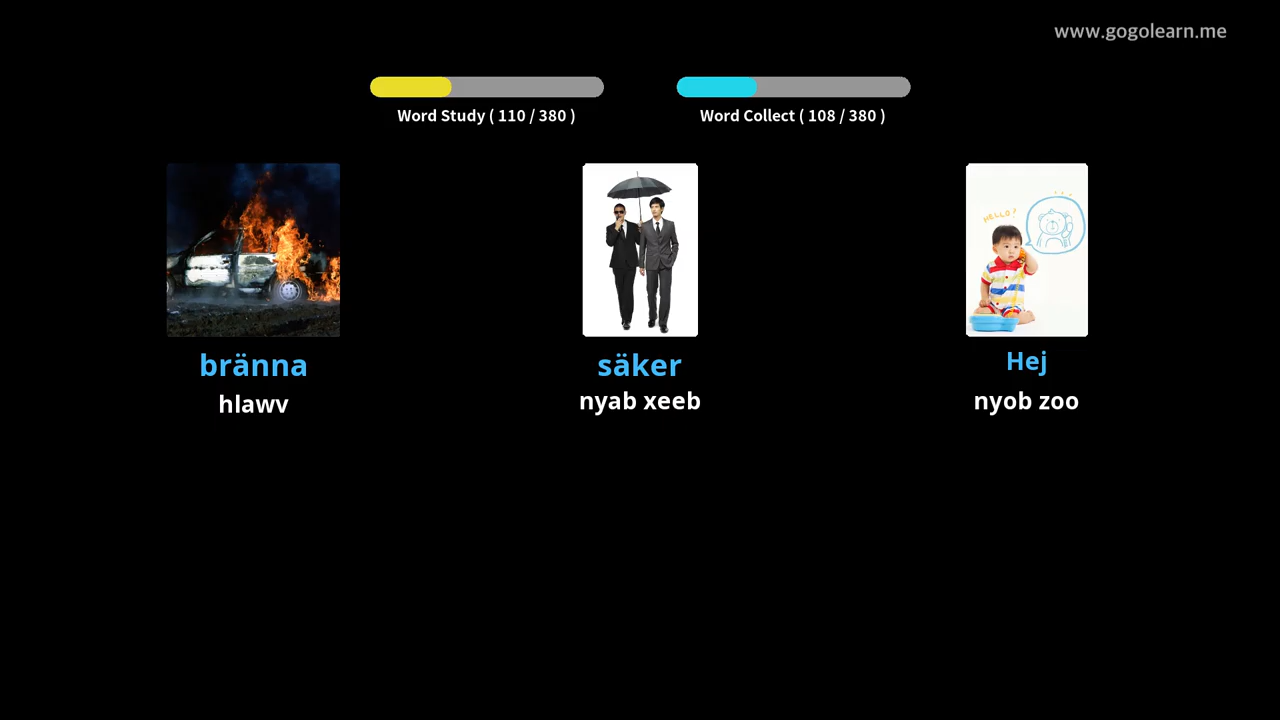 www.gogolearn.me
Word Study ( 110 / 380 )
Word Collect ( 108 / 380 )
HELLO?
bränna
säker
Hej
hlawv
nyab xeeb
nyob zoo